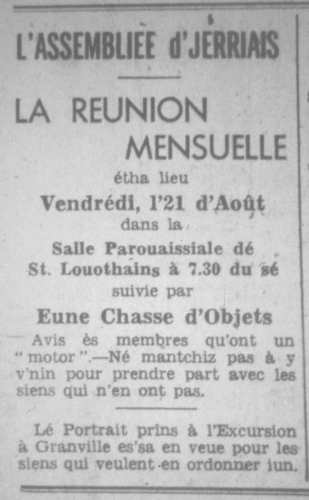 L'ASSEMBLIÉE d'JÈRRIAIS
LA REUNION
MENSUELLE
étha lieu
Vendrédi, l'21 d'Août
dans la
Salle Parouaissiale dé
St. Louothains à 7.30 du sé
suivie par
Eune Chasse d'Objets
Avis ès membres qu'ont un
"motor".—Né mantchiz pas à y
v'nin pour prendre part avec les
siens qui n'en ont pas.
Lé Portrait prins à l'Excursion
à Granville es'sa en veue pour les
siens qui veulent en ordonner iun.